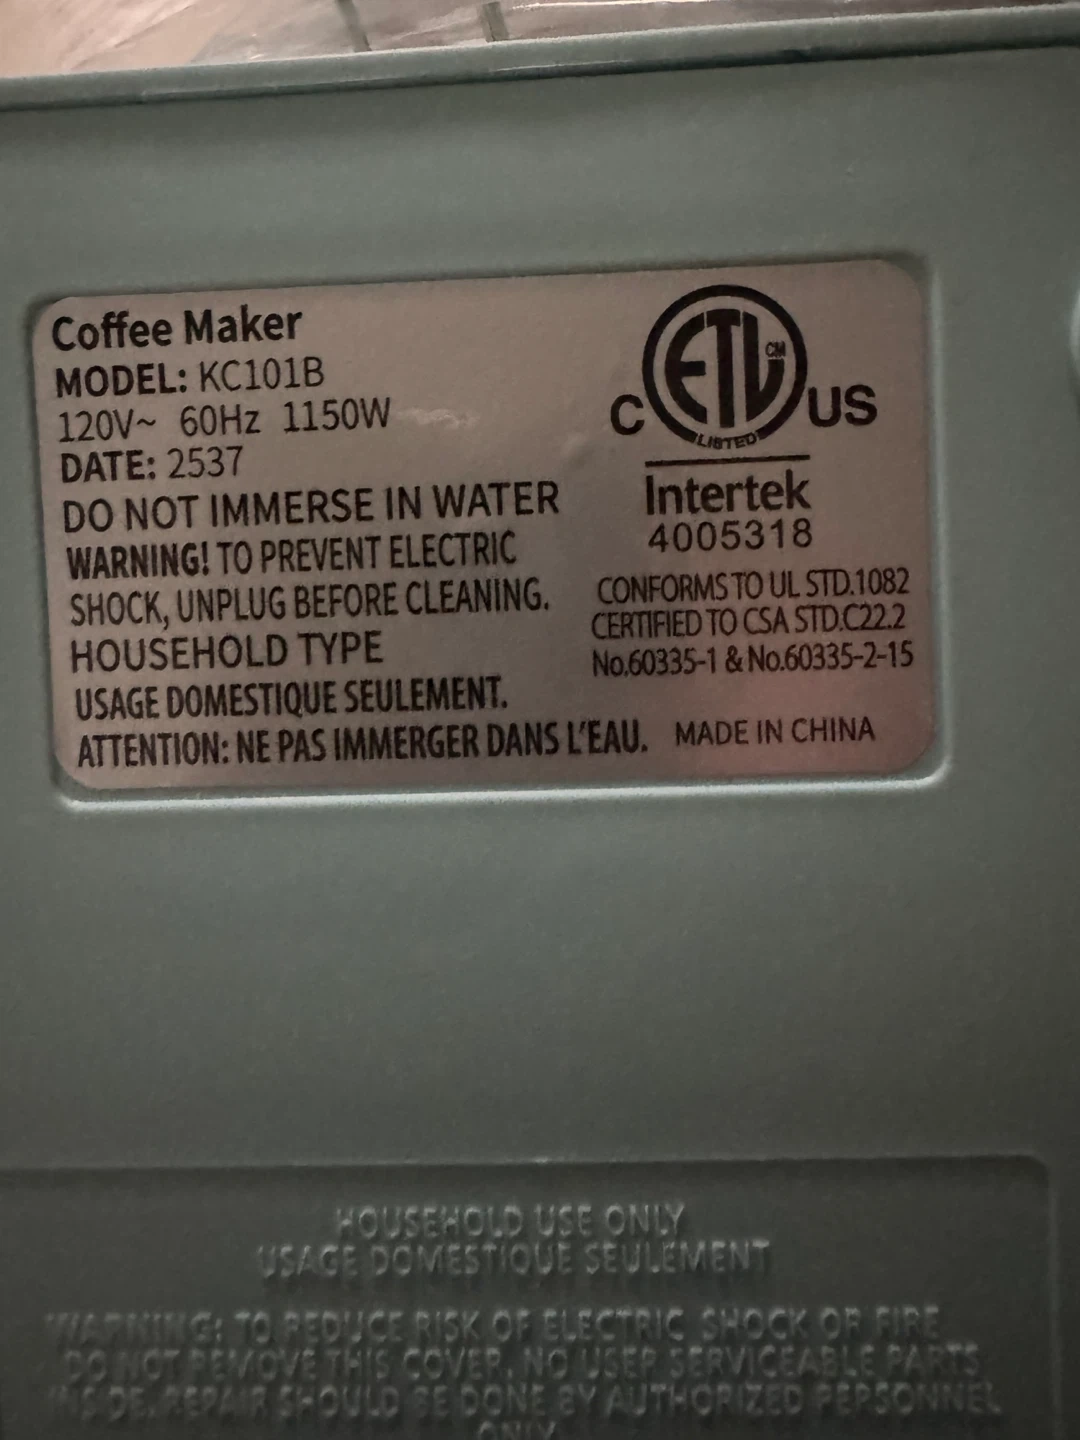 Coffee Maker
MODEL: KC101B
120V~ 60Hz 1150W
DATE: 2537
DO NOT IMMERSE IN WATER
WARNING! TO PREVENT ELECTRIC
SHOCK, UNPLUG BEFORE CLEANING.
HOUSEHOLD TYPE
USAGE DOMESTIQUE SEULEMENT.
ATTENTION: NE PAS IMMERGER DANS L'EAU.
C ETL CM US
LISTED
Intertek
4005318
CONFORMS TO UL STD.1082
CERTIFIED TO CSA STD.C22.2
No.60335-1 & No.60335-2-15
MADE IN CHINA
HOUSEHOLD USE ONLY
USAGE DOMESTIQUE SEULEMENT
WARNING: TO REDUCE RISK OF ELECTRIC SHOCK OR FIRE
DO NOT REMOVE THIS COVER. NO USER SERVICEABLE PARTS
INSIDE. REPAIR SHOULD BE DONE BY AUTHORIZED PERSONNEL
ONLY